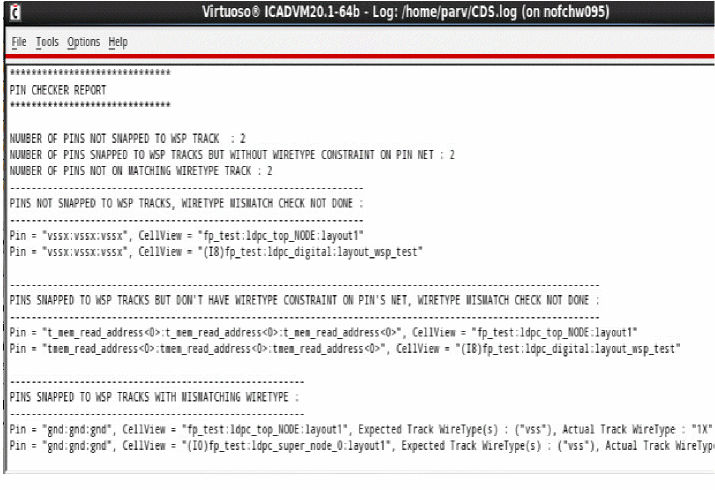 Virtuoso® ICADVM20.1-64b - Log: /home/parv/CDS.log (on nofchw095)
File Tools Options Help
******************************
PIN CHECKER REPORT
******************************
NUMBER OF PINS NOT SNAPPED TO WSP TRACK : 2
NUMBER OF PINS SNAPPED TO WSP TRACKS BUT WITHOUT WIRETYPE CONSTRAINT ON PIN NET : 2
NUMBER OF PINS NOT ON MATCHING WIRETYPE TRACK : 2
------------------------------------------------------------------
PINS NOT SNAPPED TO WSP TRACKS, WIRETYPE MISMATCH CHECK NOT DONE :
------------------------------------------------------------------
Pin = "vssx:vssx:vssx", CellView = "fp_test:ldpc_top_NODE:layout1"
Pin = "vssx:vssx:vssx", CellView = "(I8)fp_test:ldpc_digital:layout_wsp_test"
--------------------------------------------------------------------------------------------------------------
PINS SNAPPED TO WSP TRACKS BUT DON'T HAVE WIRETYPE CONSTRAINT ON PIN'S NET, WIRETYPE MISMATCH CHECK NOT DONE :
--------------------------------------------------------------------------------------------------------------
Pin = "t_mem_read_address<0>:t_mem_read_address<0>:t_mem_read_address<0>", CellView = "fp_test:ldpc_top_NODE:layout1"
Pin = "tmem_read_address<0>:tmem_read_address<0>:tmem_read_address<0>", CellView = "(I8)fp_test:ldpc_digital:layout_wsp_test"
-------------------------------------------------------
PINS SNAPPED TO WSP TRACKS WITH MISMATCHING WIRETYPE :
-------------------------------------------------------
Pin = "gnd:gnd:gnd", CellView = "fp_test:ldpc_top_NODE:layout1", Expected Track WireType(s) : ("vss"), Actual Track WireType : "1X"
Pin = "gnd:gnd:gnd", CellView = "(I0)fp_test:ldpc_super_node_0:layout1", Expected Track WireType(s) : ("vss"), Actual Track WireTyp